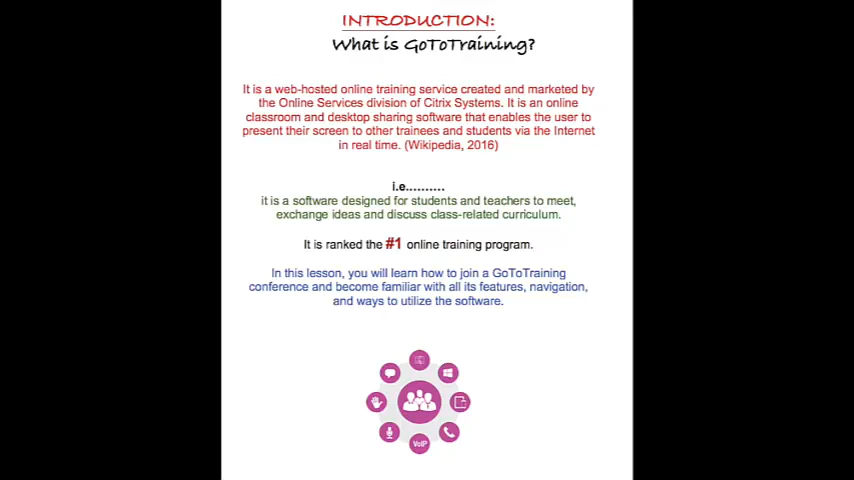 INTRODUCTION:
What is GoToTraining?
It is a web-hosted online training service created and marketed by
the Online Services division of Citrix Systems. It is an online
classroom and desktop sharing software that enables the user to
present their screen to other trainees and students via the Internet
in real time. (Wikipedia, 2016)
i.e..........
it is a software designed for students and teachers to meet,
exchange ideas and discuss class-related curriculum.
It is ranked the #1 online training program.
In this lesson, you will learn how to join a GoToTraining
conference and become familiar with all its features, navigation,
and ways to utilize the software.
VoIP